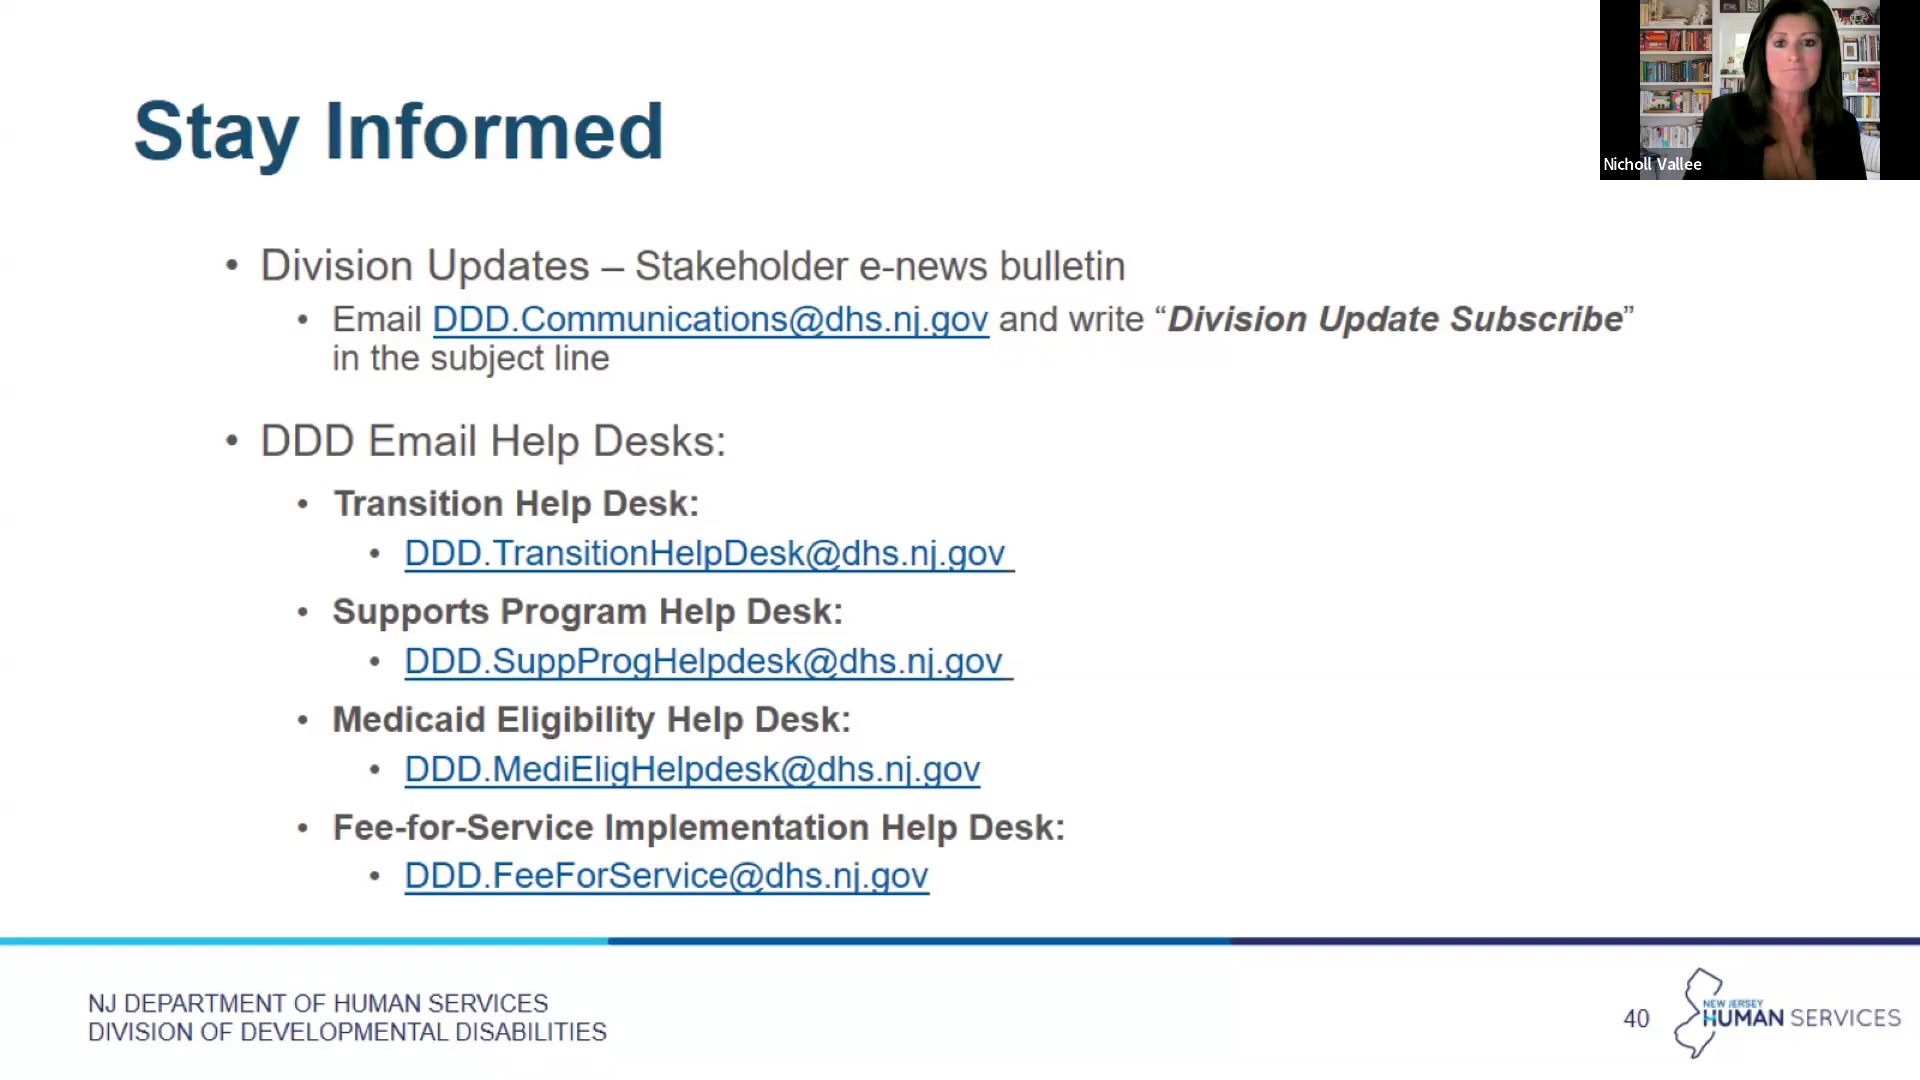 Stay Informed
Nicholl Vallee
• Division Updates – Stakeholder e-news bulletin
• Email DDD.Communications@dhs.nj.gov and write “Division Update Subscribe”
in the subject line
• DDD Email Help Desks:
• Transition Help Desk:
• DDD.TransitionHelpDesk@dhs.nj.gov
• Supports Program Help Desk:
• DDD.SuppProgHelpdesk@dhs.nj.gov
• Medicaid Eligibility Help Desk:
• DDD.MediEligHelpdesk@dhs.nj.gov
• Fee-for-Service Implementation Help Desk:
• DDD.FeeForService@dhs.nj.gov
NJ DEPARTMENT OF HUMAN SERVICES
DIVISION OF DEVELOPMENTAL DISABILITIES
40
NEW JERSEY
HUMAN SERVICES